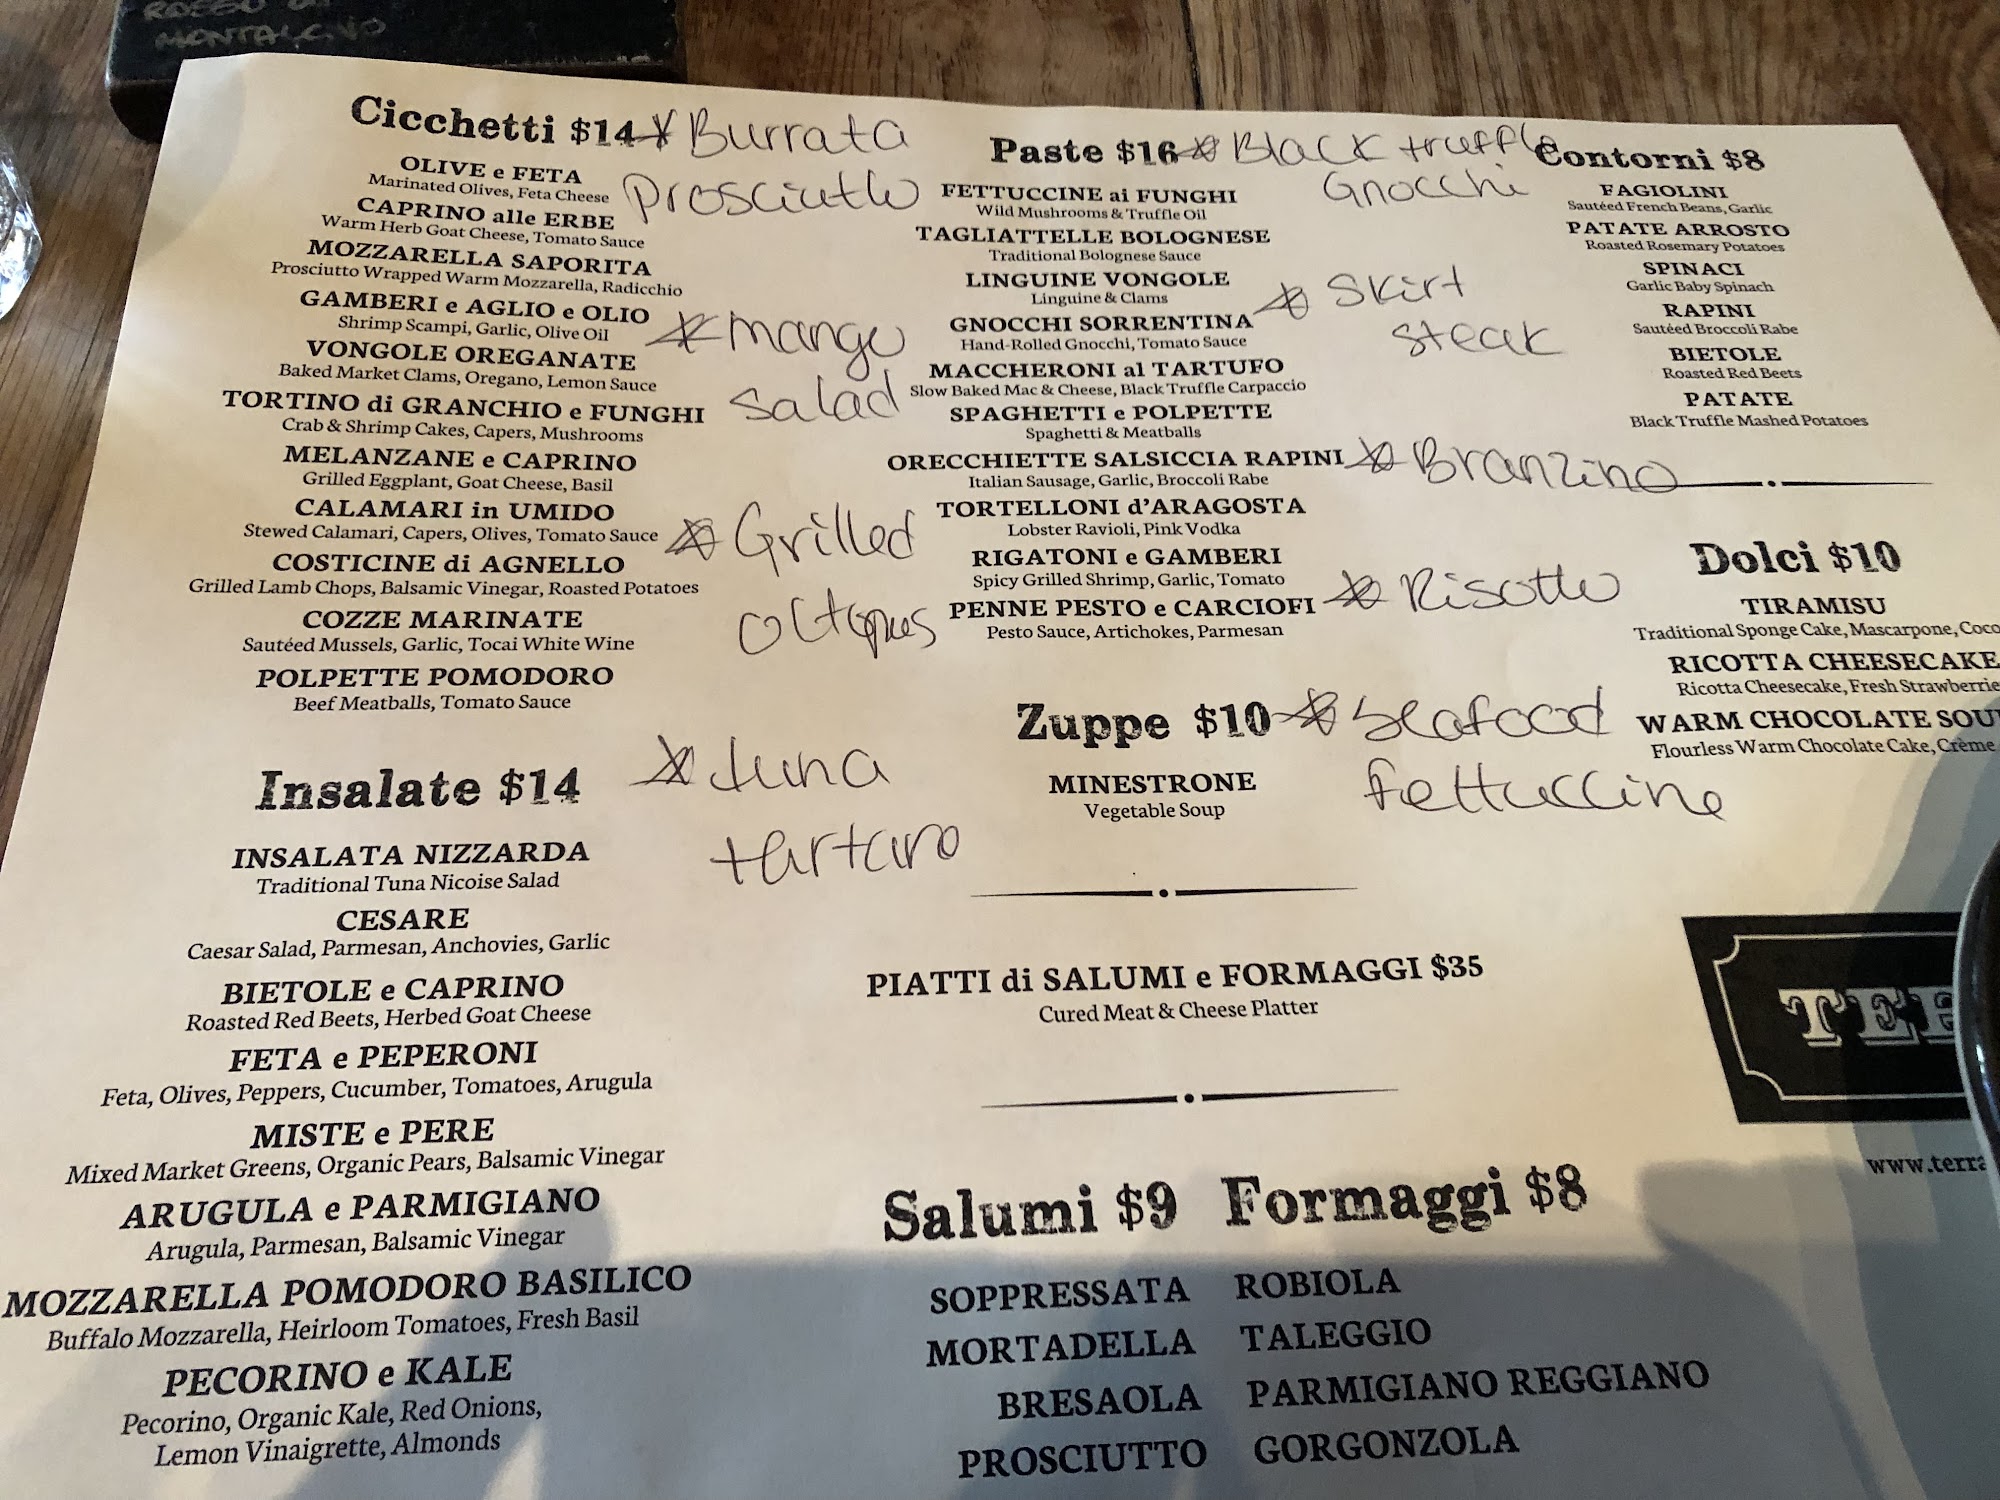 ROSSO di
MONTALCINO
Cicchetti $14
OLIVE e FETA
Marinated Olives, Feta Cheese
CAPRINO alle ERBE
Warm Herb Goat Cheese, Tomato Sauce
MOZZARELLA SAPORITA
Prosciutto Wrapped Warm Mozzarella, Radicchio
GAMBERI e AGLIO e OLIO
Shrimp Scampi, Garlic, Olive Oil
VONGOLE OREGANATE
Baked Market Clams, Oregano, Lemon Sauce
TORTINO di GRANCHIO e FUNGHI
Crab & Shrimp Cakes, Capers, Mushrooms
MELANZANE e CAPRINO
Grilled Eggplant, Goat Cheese, Basil
CALAMARI in UMIDO
Stewed Calamari, Capers, Olives, Tomato Sauce
COSTICINE di AGNELLO
Grilled Lamb Chops, Balsamic Vinegar, Roasted Potatoes
COZZE MARINATE
Sautéed Mussels, Garlic, Tocai White Wine
POLPETTE POMODORO
Beef Meatballs, Tomato Sauce
Burrata
Prosciutto
mango
Salad
Grilled
octopus
tuna
tartaro
Insalate $14
INSALATA NIZZARDA
Traditional Tuna Nicoise Salad
CESARE
Caesar Salad, Parmesan, Anchovies, Garlic
BIETOLE e CAPRINO
Roasted Red Beets, Herbed Goat Cheese
FETA e PEPERONI
Feta, Olives, Peppers, Cucumber, Tomatoes, Arugula
MISTE e PERE
Mixed Market Greens, Organic Pears, Balsamic Vinegar
ARUGULA e PARMIGIANO
Arugula, Parmesan, Balsamic Vinegar
MOZZARELLA POMODORO BASILICO
Buffalo Mozzarella, Heirloom Tomatoes, Fresh Basil
PECORINO e KALE
Pecorino, Organic Kale, Red Onions,
Lemon Vinaigrette, Almonds
Paste $16
FETTUCCINE ai FUNGHI
Wild Mushrooms & Truffle Oil
TAGLIATTELLE BOLOGNESE
Traditional Bolognese Sauce
LINGUINE VONGOLE
Linguine & Clams
GNOCCHI SORRENTINA
Hand-Rolled Gnocchi, Tomato Sauce
MACCHERONI al TARTUFO
Slow Baked Mac & Cheese, Black Truffle Carpaccio
SPAGHETTI e POLPETTE
Spaghetti & Meatballs
ORECCHIETTE SALSICCIA RAPINI
Italian Sausage, Garlic, Broccoli Rabe
TORTELLONI d'ARAGOSTA
Lobster Ravioli, Pink Vodka
RIGATONI e GAMBERI
Spicy Grilled Shrimp, Garlic, Tomato
PENNE PESTO e CARCIOFI
Pesto Sauce, Artichokes, Parmesan
Black truffle
Gnocchi
Skirt
steak
Branzino
Risotto
Seafood
fettuccine
Zuppe $10
MINESTRONE
Vegetable Soup
PIATTI di SALUMI e FORMAGGI $35
Cured Meat & Cheese Platter
Salumi $9
SOPPRESSATA
MORTADELLA
BRESAOLA
PROSCIUTTO
Formaggi $8
ROBIOLA
TALEGGIO
PARMIGIANO REGGIANO
GORGONZOLA
Contorni $8
FAGIOLINI
Sautéed French Beans, Garlic
PATATE ARROSTO
Roasted Rosemary Potatoes
SPINACI
Garlic Baby Spinach
RAPINI
Sautéed Broccoli Rabe
BIETOLE
Roasted Red Beets
PATATE
Black Truffle Mashed Potatoes
Dolci $10
TIRAMISU
Traditional Sponge Cake, Mascarpone, Coco
RICOTTA CHEESECAKE
Ricotta Cheesecake, Fresh Strawberrie
WARM CHOCOLATE SOU
Flourless Warm Chocolate Cake, Crème
TE
www.terra